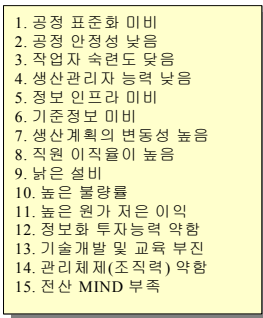 1. 공정 표준화 미비
2. 공정 안정성 낮음
3. 작업자 숙련도 낮음
4. 생산관리자 능력 낮음
5. 정보 인프라 미비
6. 기준정보 미비
7. 생산계획의 변동성 높음
8. 직원 이직율이 높음
9. 낡은 설비
10. 높은 불량률
11. 높은 원가 저은 이익
12. 정보화 투자능력 약함
13. 기술개발 및 교육 부진
14. 관리체제(조직력) 약함
15. 전산 MIND 부족